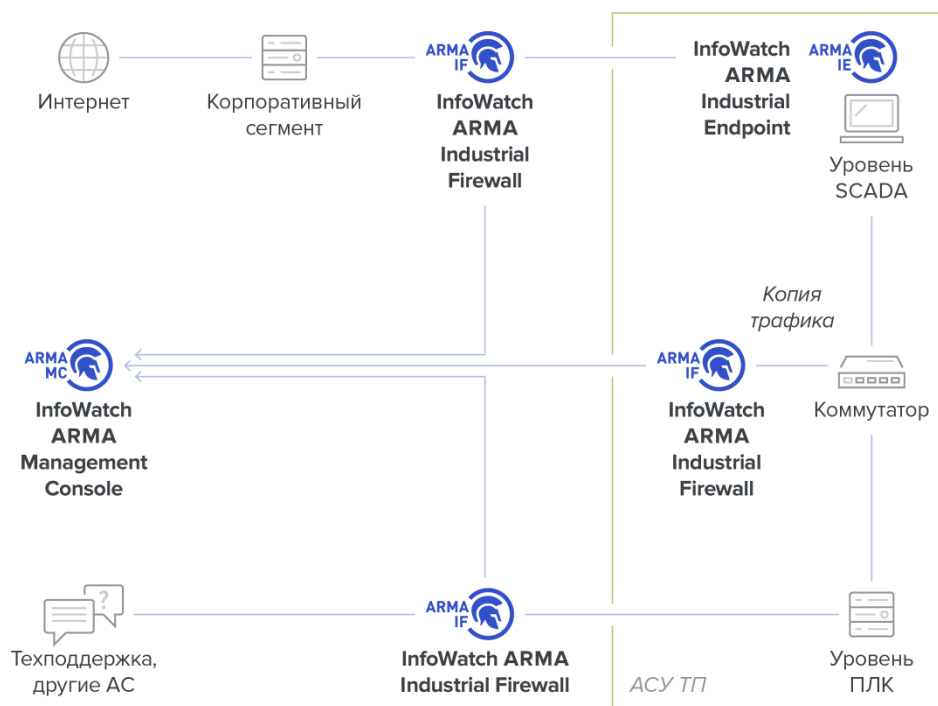 ARMA
IF
ARMA
IE
InfoWatch
ARMA
Industrial
Endpoint
Интернет
Корпоративный
сегмент
InfoWatch
ARMA
Industrial
Firewall
Уровень
SCADA
Копия
трафика
ARMA
MC
InfoWatch
ARMA
Management
Console
ARMA
IF
InfoWatch
ARMA
Industrial
Firewall
Коммутатор
?
Техподдержка,
другие АС
ARMA
IF
InfoWatch ARMA
Industrial Firewall
АСУ ТП
Уровень
ПЛК